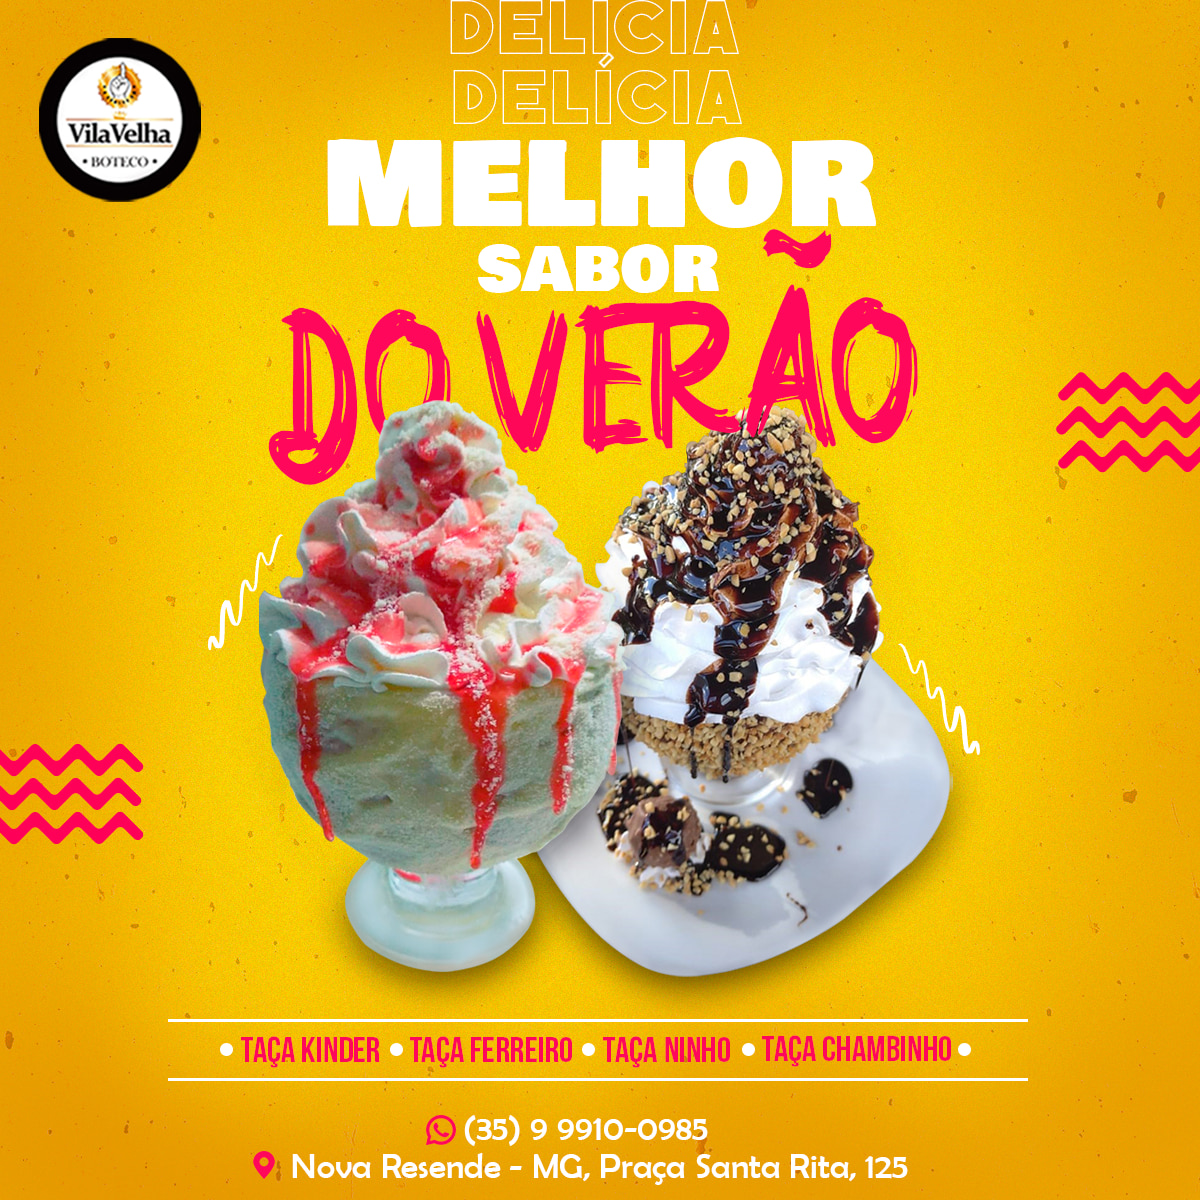 DELÍCIA
DELÍCIA
VilaVelha
• BOTECO •
MELHOR
SABOR
DO VERÃO
• TAÇA KINDER • TAÇA FERREIRO • TAÇA NINHO • TAÇA CHAMBINHO •
(35) 9 9910-0985
Nova Resende - MG, Praça Santa Rita, 125